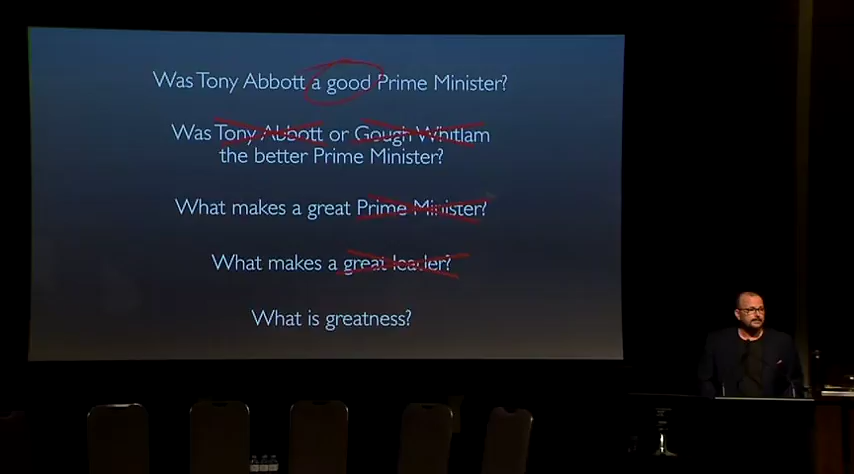 Was Tony Abbott a good Prime Minister?
Was Tony Abbott or Gough Whitlam
the better Prime Minister?
What makes a great Prime Minister?
What makes a great leader?
What is greatness?